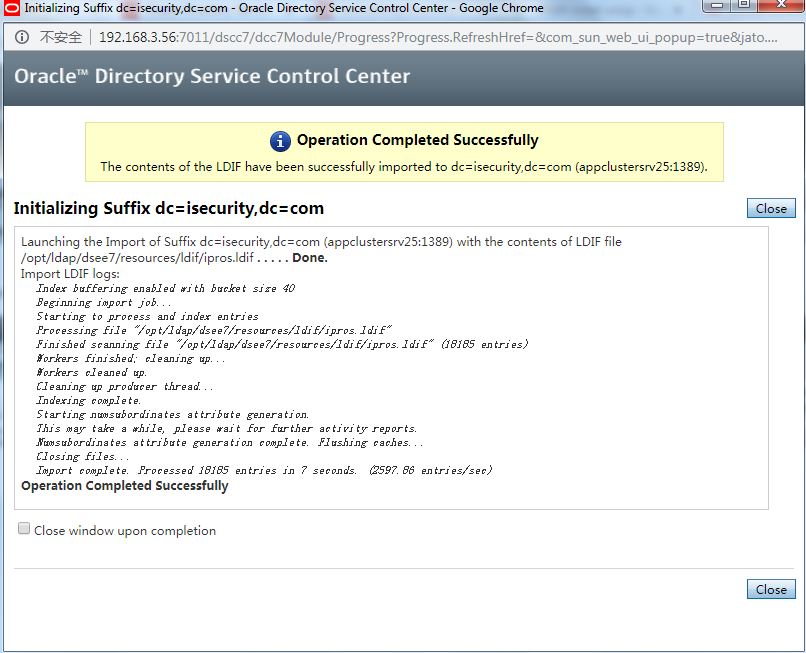 Initializing Suffix dc=isecurity,dc=com - Oracle Directory Service Control Center - Google Chrome
不安全 | 192.168.3.56:7011/dscc7/dcc7Module/Progress?Progress.RefreshHref=&com_sun_web_ui_popup=true&jato....
Oracle™ Directory Service Control Center
Operation Completed Successfully
The contents of the LDIF have been successfully imported to dc=isecurity,dc=com (appclustersrv25:1389).
Initializing Suffix dc=isecurity,dc=com
Close
Launching the Import of Suffix dc=isecurity,dc=com (appclustersrv25:1389) with the contents of LDIF file
/opt/ldap/dsee7/resources/ldif/ipros.ldif . . . . . Done.
Import LDIF logs:
Index buffering enabled with bucket size 40
Beginning import job...
Starting to process and index entries
Processing file "/opt/ldap/dsee7/resources/ldif/ipros.ldif"
Finished scanning file "/opt/ldap/dsee7/resources/ldif/ipros.ldif" (18185 entries)
Workers finished; cleaning up...
Workers cleaned up.
Cleaning up producer thread...
Indexing complete.
Starting numsubordinates attribute generation.
This may take a while, please wait for further activity reports.
Numsubordinates attribute generation complete. Flushing caches...
Closing files...
Import complete. Processed 18185 entries in 7 seconds. (2597.86 entries/sec)
Operation Completed Successfully
Close window upon completion
Close